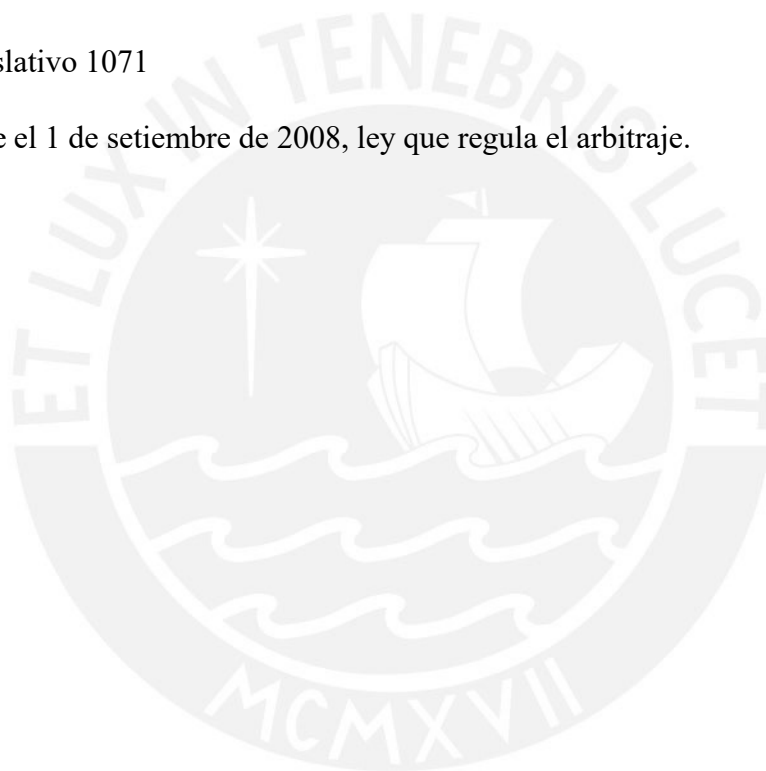 slativo 1071
e el 1 de setiembre de 2008, ley que regula el arbitraje.
ET LUX IN TENEBRIS LUCET
MCMXVII